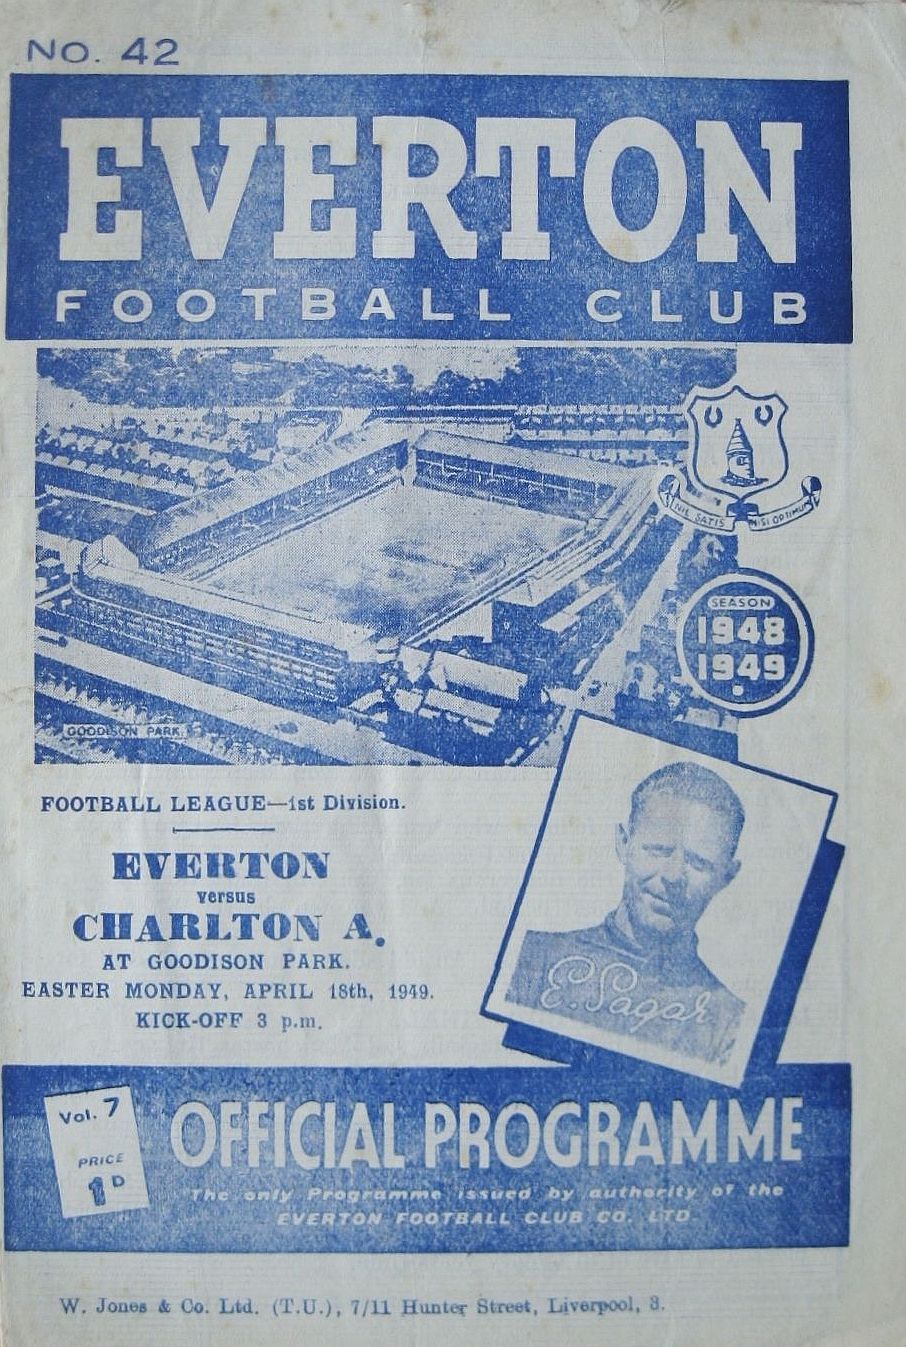 No. 42
EVERTON
FOOTBALL CLUB
NIL SATIS NISI OPTIMUM
SEASON
1948
1949
GOODISON PARK
FOOTBALL LEAGUE—1st Division.
EVERTON
versus
CHARLTON A.
AT GOODISON PARK.
EASTER MONDAY, APRIL 18th, 1949.
KICK-OFF 3 p.m.
E. Sagar
Vol. 7
PRICE
1D
OFFICIAL PROGRAMME
The only Programme issued by authority of the
EVERTON FOOTBALL CLUB CO. LTD.
W. Jones & Co. Ltd. (T.U.), 7/11 Hunter Street, Liverpool, 3.